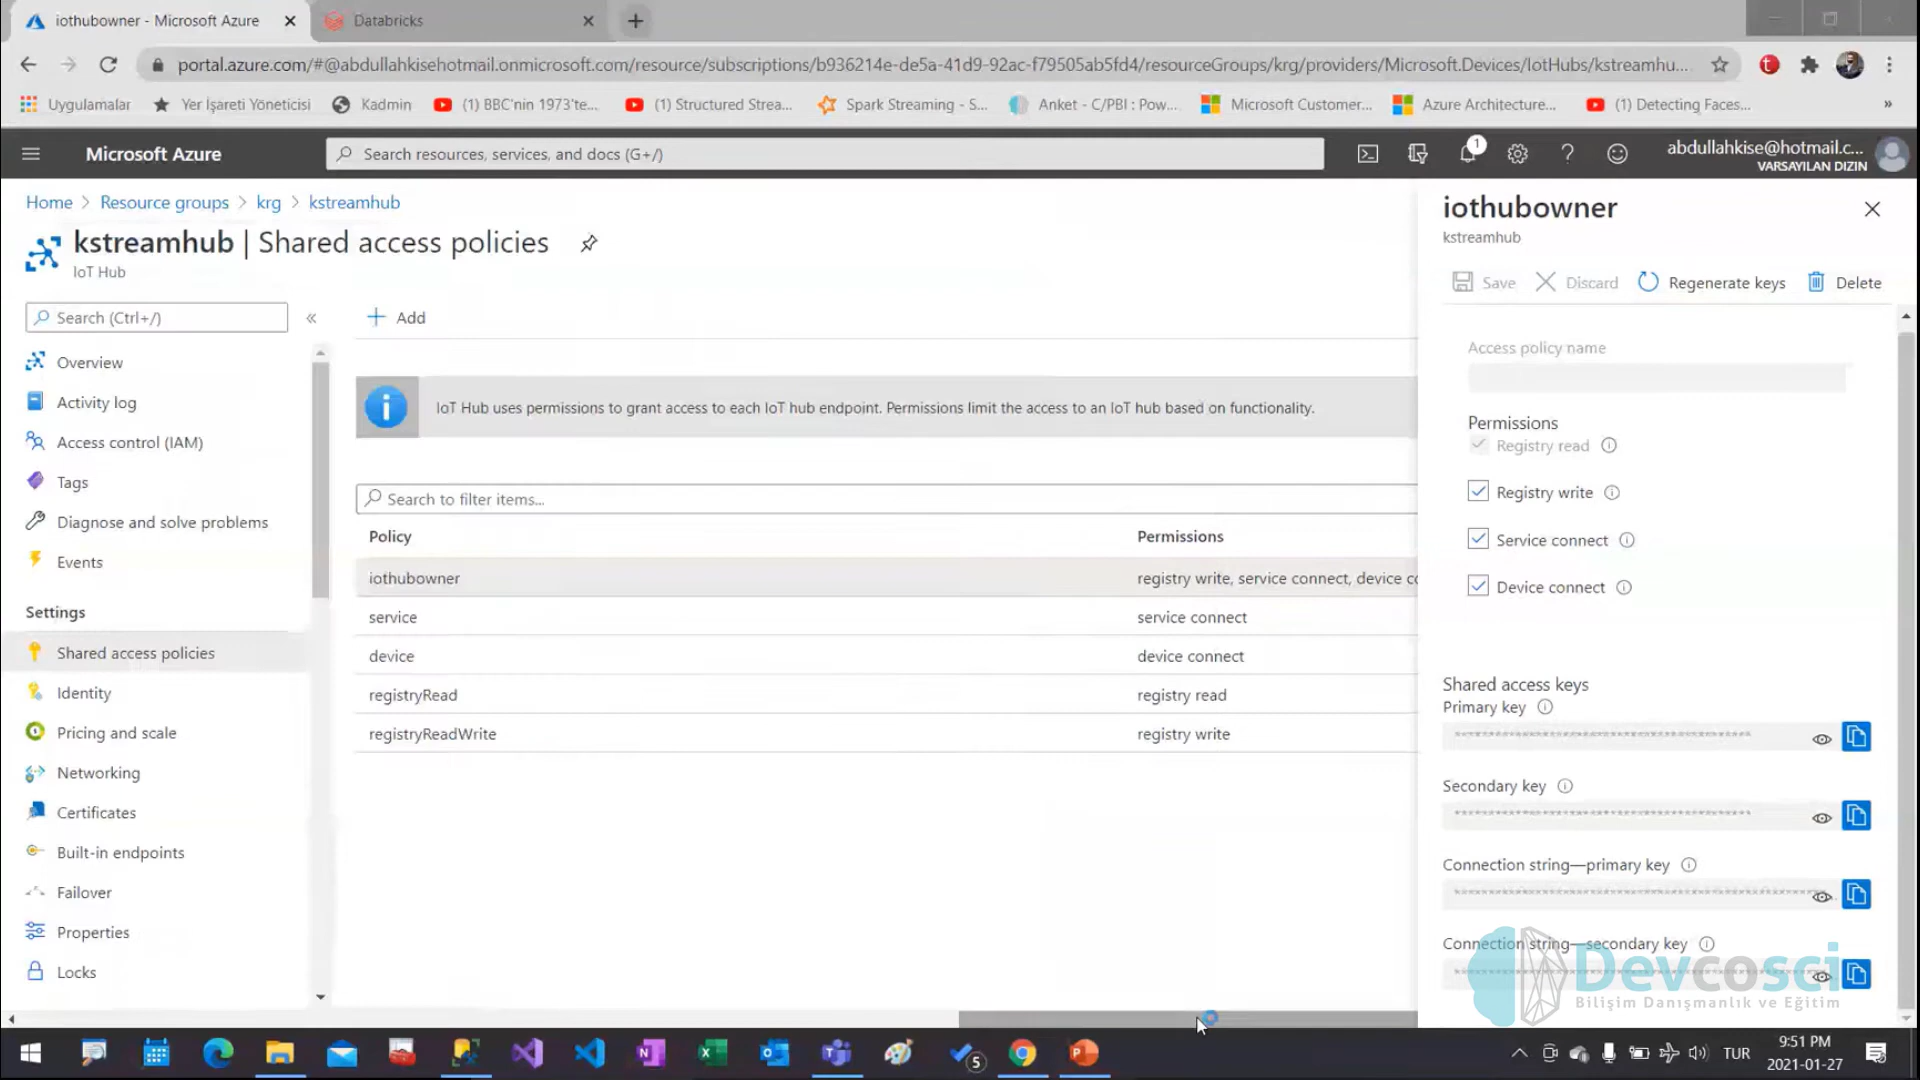 iothubowner - Microsoft Azure
Databricks
portal.azure.com/#@abdullahkisehotmail.onmicrosoft.com/resource/subscriptions/b936214e-de5a-41d9-92ac-f79505ab5fd4/resourceGroups/krg/providers/Microsoft.Devices/IotHubs/kstreamhu...
Uygulamalar
Yer İşareti Yöneticisi
Kadmin
(1) BBC'nin 1973'te...
(1) Structured Strea...
Spark Streaming - S...
Anket - C/PBI : Pow...
Microsoft Customer...
Azure Architecture...
(1) Detecting Faces...
»
Microsoft Azure
Search resources, services, and docs (G+/)
1
abdullahkise@hotmail.c...
VARSAYILAN DIZIN
Home > Resource groups > krg > kstreamhub
kstreamhub | Shared access policies
IoT Hub
Search (Ctrl+/)
«
Overview
Activity log
Access control (IAM)
Tags
Diagnose and solve problems
Events
Settings
Shared access policies
Identity
Pricing and scale
Networking
Certificates
Built-in endpoints
Failover
Properties
Locks
Add
IoT Hub uses permissions to grant access to each IoT hub endpoint. Permissions limit the access to an IoT hub based on functionality.
Search to filter items...
Policy Permissions
iothubowner registry write, service connect, device co
service service connect
device device connect
registryRead registry read
registryReadWrite registry write
iothubowner
kstreamhub
Save
Discard
Regenerate keys
Delete
Access policy name
Permissions
Registry read
Registry write
Service connect
Device connect
Shared access keys
Primary key
Secondary key
Connection string—primary key
Connection string—secondary key
Devcosci
Bilişim Danışmanlık ve Eğitim
5
TUR
9:51 PM
2021-01-27